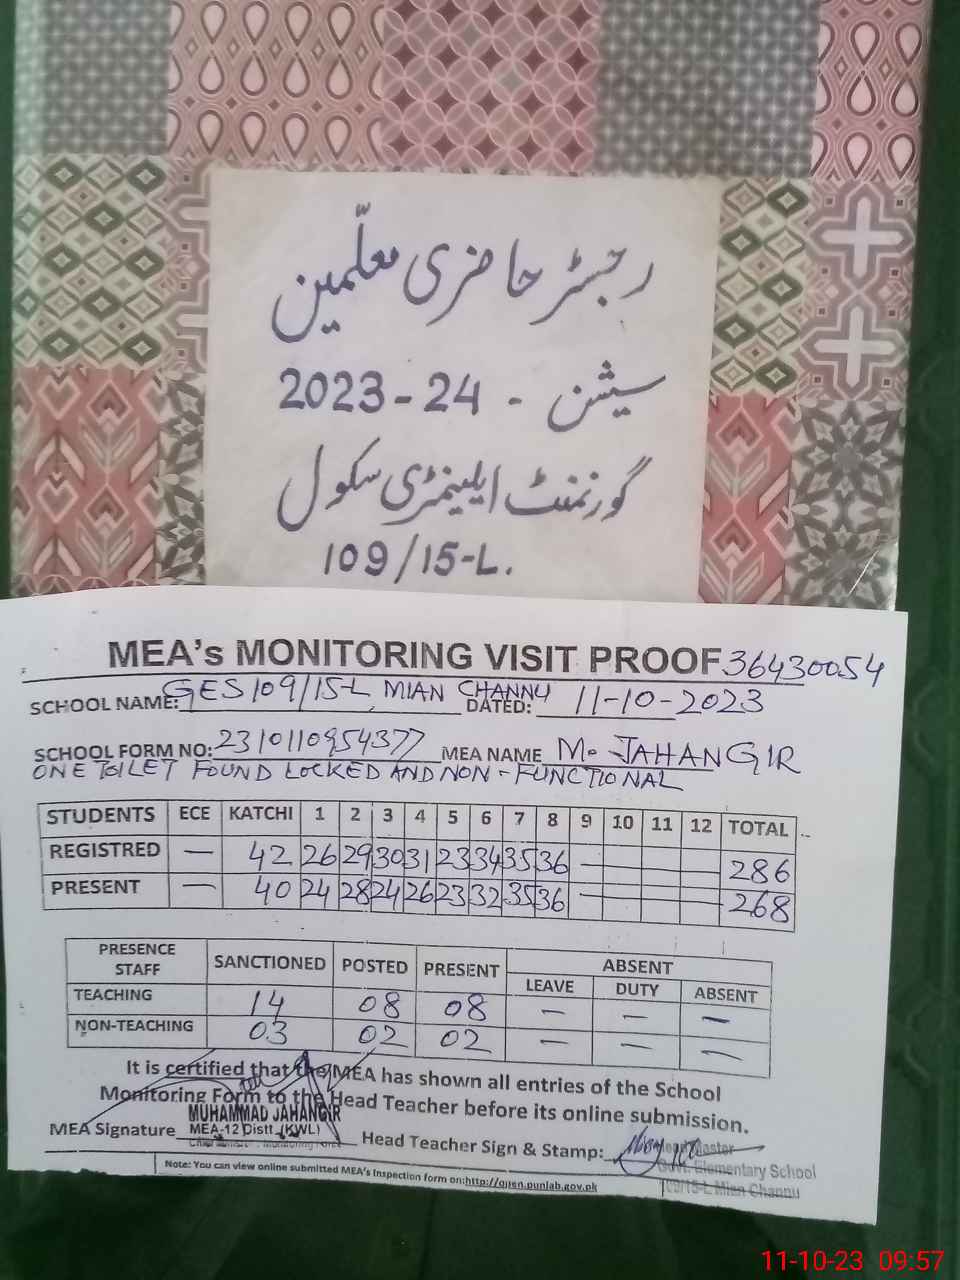 رجسٹر حاضری معلّمین
سیشن - 2023-24
گورنمنٹ ایلیمنٹری سکول
109/15-L.
MEA's MONITORING VISIT PROOF 36430054
SCHOOL NAME: GES 109/15-L MIAN CHANNU DATED: 11-10-2023
SCHOOL FORM NO: 2310110954377 MEA NAME M. JAHANGIR
ONE TOILET FOUND LOCKED AND NON-FUNCTIONAL
STUDENTS ECE KATCHI 1 2 3 4 5 6 7 8 9 10 11 12 TOTAL
REGISTRED — 42 26 29 30 31 23 34 35 36 — 286
PRESENT — 40 24 28 24 26 23 32 35 36 — 268
PRESENCE STAFF SANCTIONED POSTED PRESENT ABSENT
LEAVE DUTY ABSENT
TEACHING 14 08 08 — — —
NON-TEACHING 03 02 02 — — —
It is certified that the MEA has shown all entries of the School
Monitoring Form to the Head Teacher before its online submission.
MUHAMMAD JAHANGIR
MEA Signature MEA-12 Distt (KWL) Head Teacher Sign & Stamp:
Head Master
Govt. Elementary School
109/15-L Mian Channu
Note: You can view online submitted MEA's Inspection form on:http://open.punjab.gov.pk
11-10-23 09:57